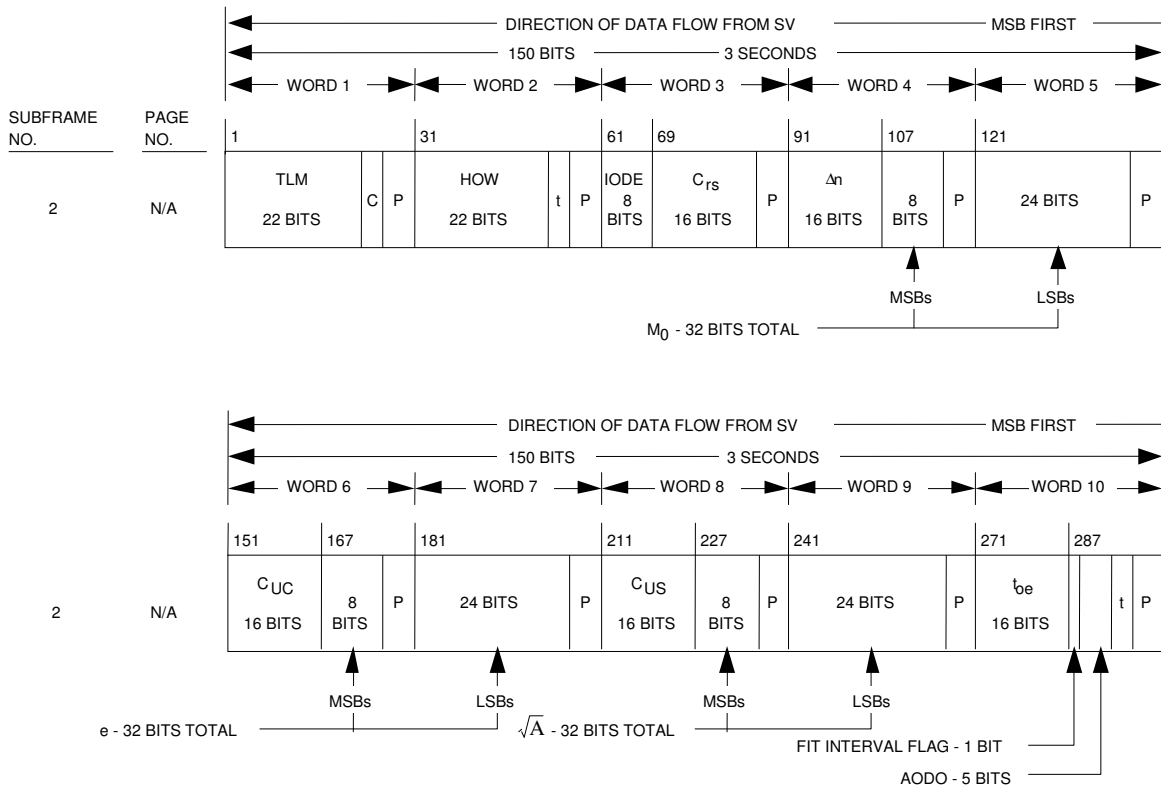 DIRECTION OF DATA FLOW FROM SV MSB FIRST
150 BITS 3 SECONDS
WORD 1 WORD 2 WORD 3 WORD 4 WORD 5
SUBFRAME NO. PAGE NO.
1 31 61 69 91 107 121
2 N/A
TLM 22 BITS C P
HOW 22 BITS t P
IODE 8 BITS
Crs 16 BITS P
Δn 16 BITS
8 BITS P
24 BITS P
MSBs LSBs
M0 - 32 BITS TOTAL
DIRECTION OF DATA FLOW FROM SV MSB FIRST
150 BITS 3 SECONDS
WORD 6 WORD 7 WORD 8 WORD 9 WORD 10
151 167 181 211 227 241 271 287
2 N/A
CUC 16 BITS
8 BITS P
24 BITS P
CUS 16 BITS
8 BITS P
24 BITS P
toe 16 BITS
t P
MSBs LSBs MSBs LSBs
e - 32 BITS TOTAL √A - 32 BITS TOTAL
FIT INTERVAL FLAG - 1 BIT
AODO - 5 BITS